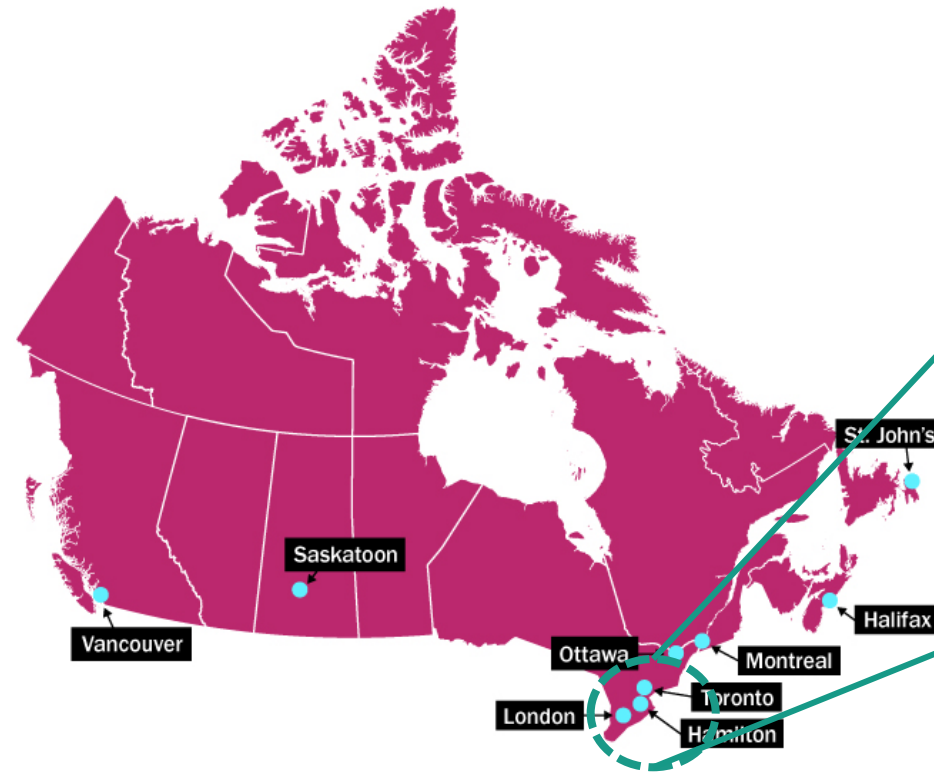 St. John's
Saskatoon
Halifax
Vancouver
Ottawa
Montreal
Toronto
London
Hamilton